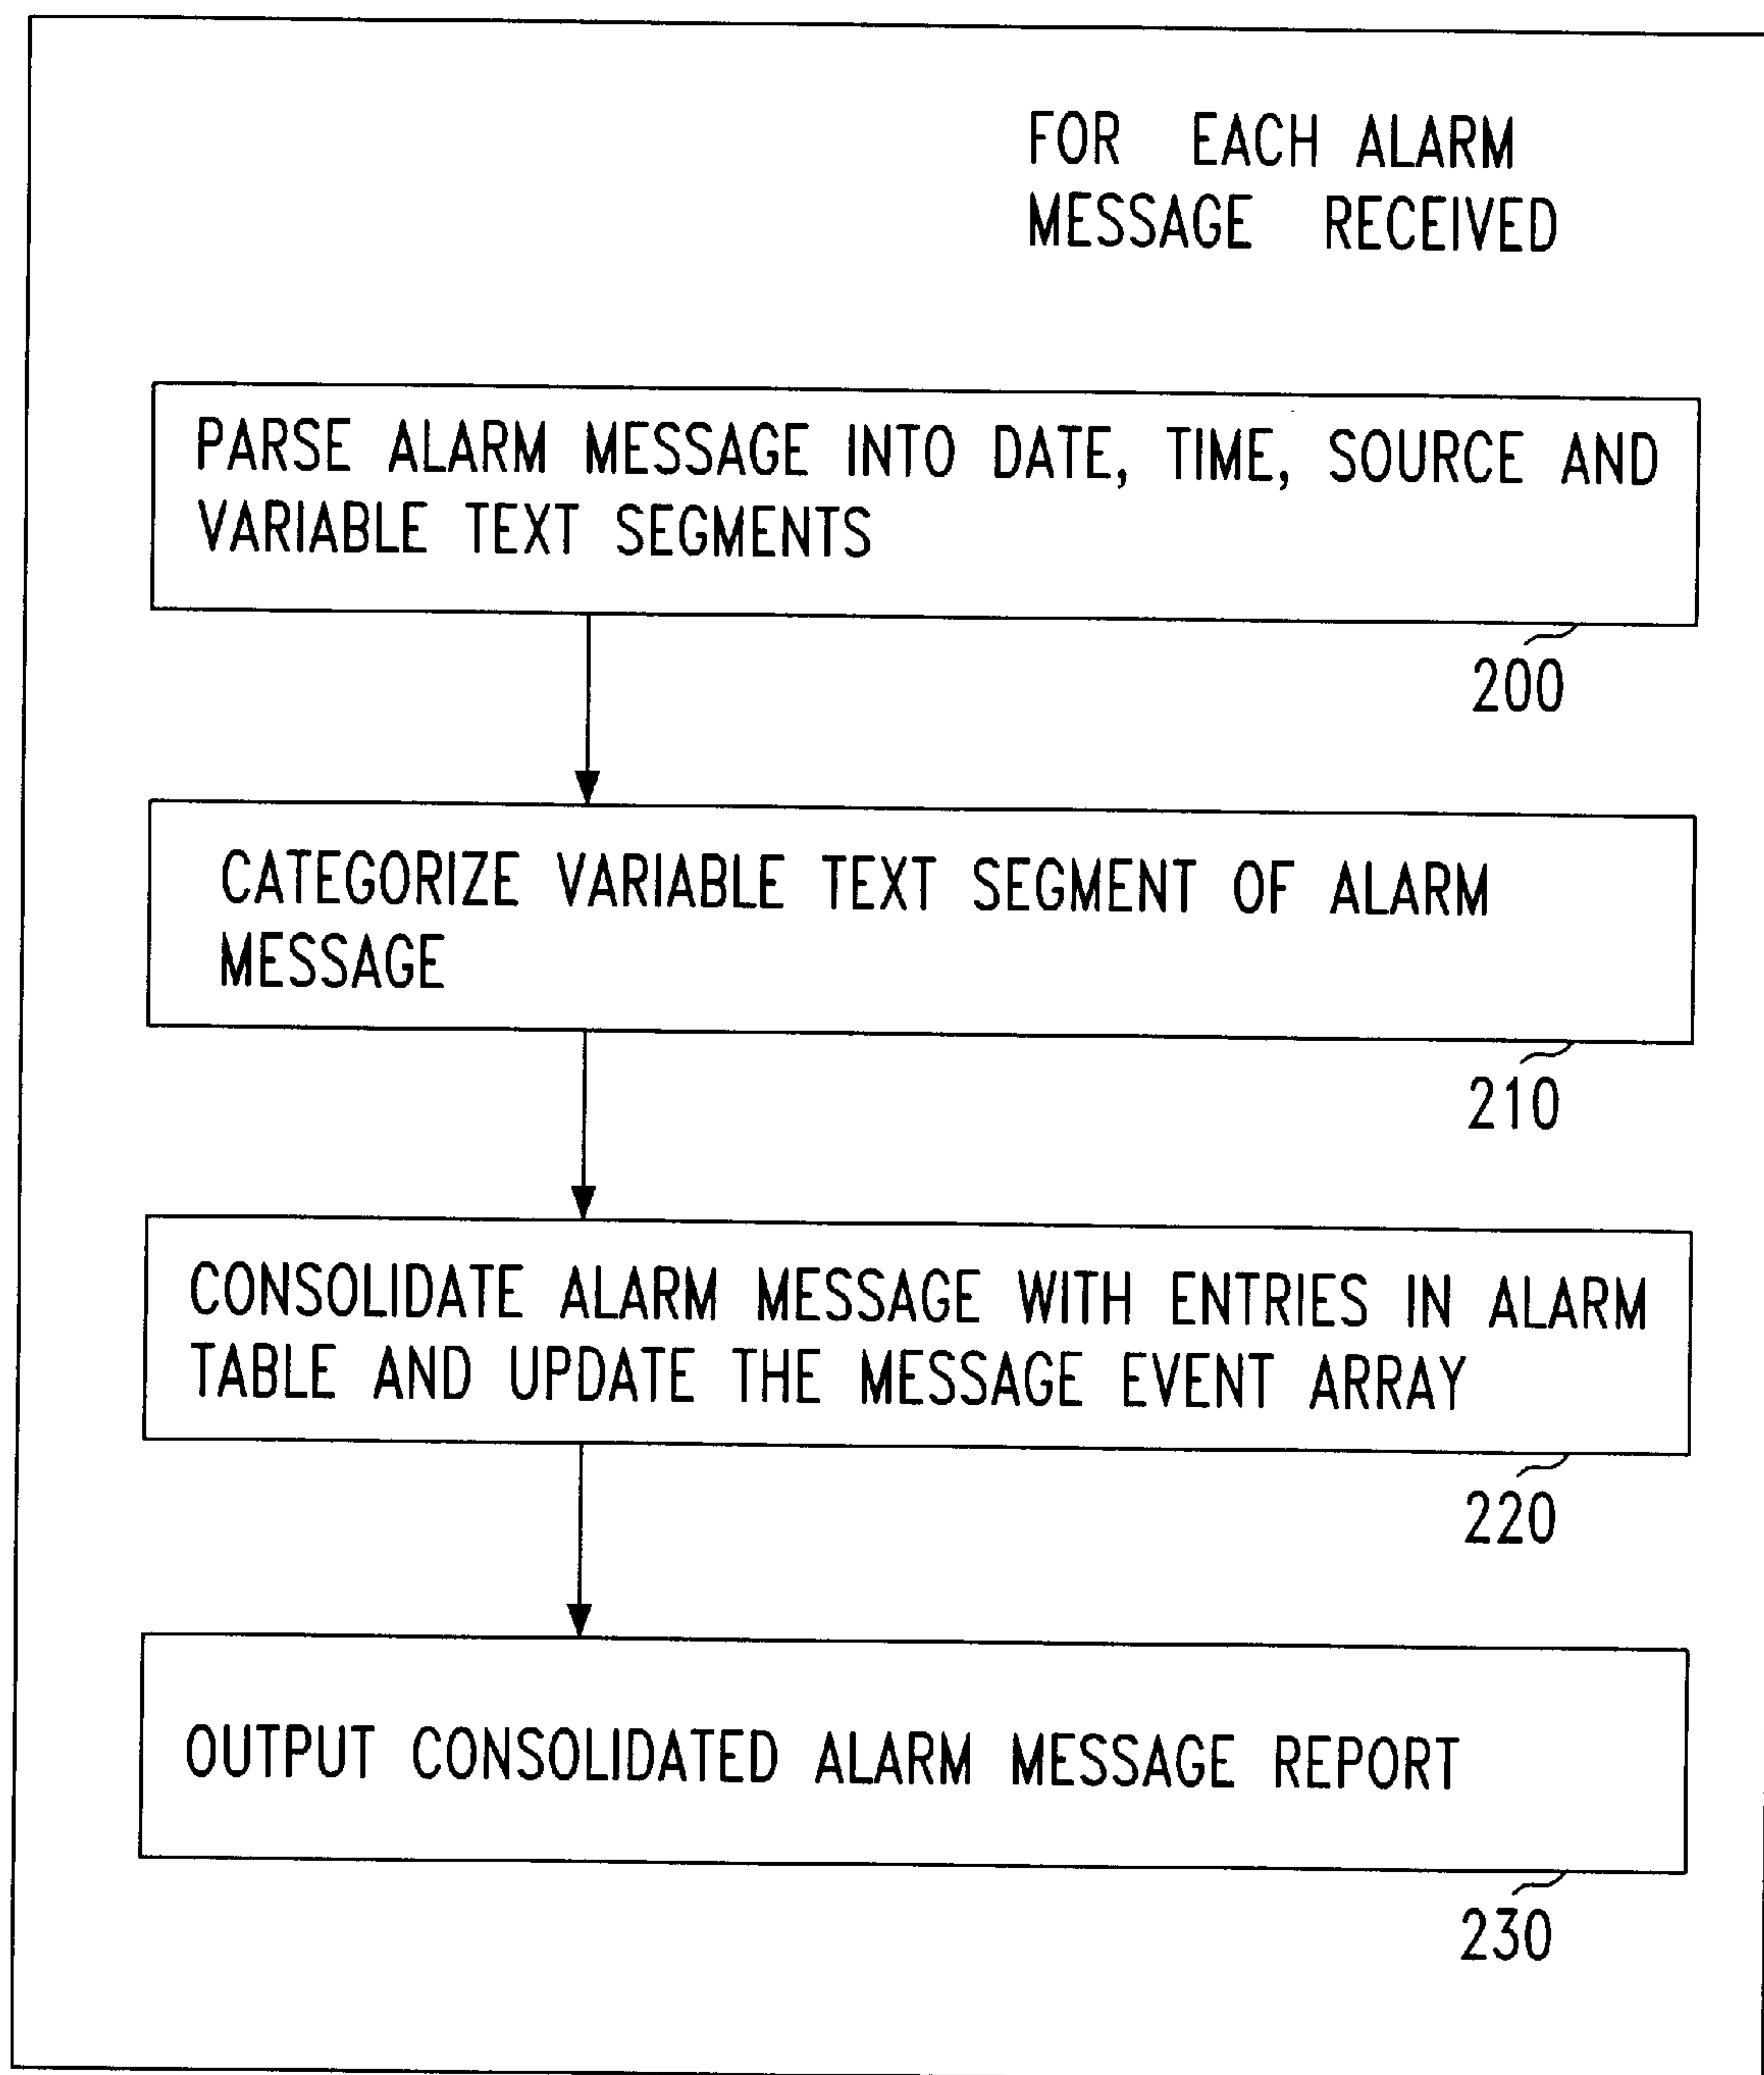 FOR EACH ALARM
MESSAGE RECEIVED
PARSE ALARM MESSAGE INTO DATE, TIME, SOURCE AND
VARIABLE TEXT SEGMENTS
200
CATEGORIZE VARIABLE TEXT SEGMENT OF ALARM
MESSAGE
210
CONSOLIDATE ALARM MESSAGE WITH ENTRIES IN ALARM
TABLE AND UPDATE THE MESSAGE EVENT ARRAY
220
OUTPUT CONSOLIDATED ALARM MESSAGE REPORT
230